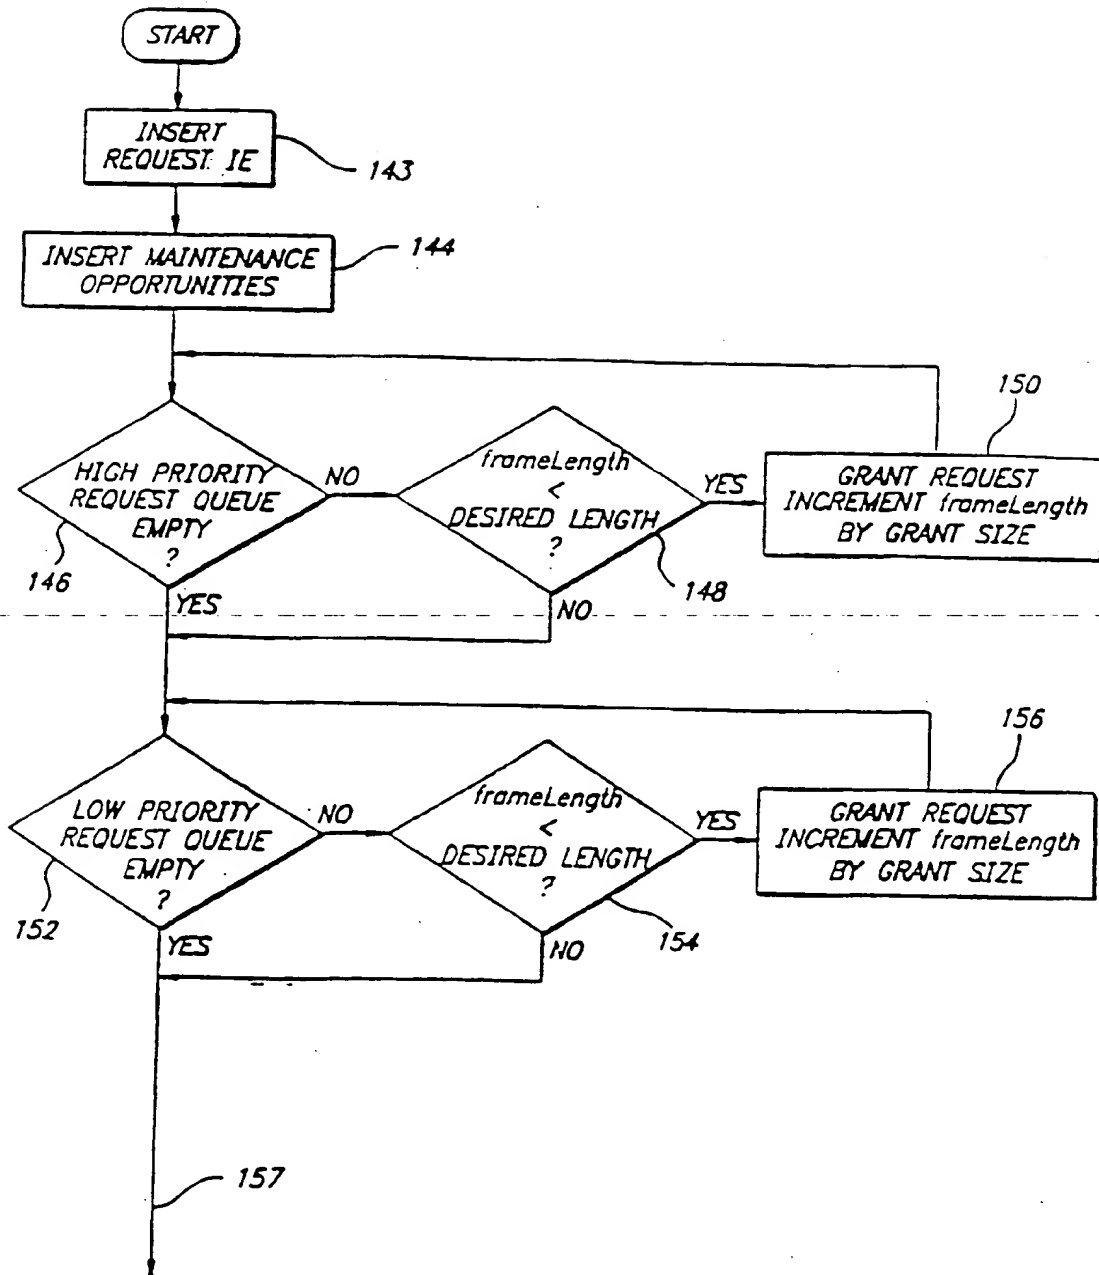 START
INSERT
REQUEST IE
143
INSERT MAINTENANCE
OPPORTUNITIES
144
HIGH PRIORITY
REQUEST QUEUE
EMPTY
?
146
NO
YES
frameLength
<
DESIRED LENGTH
?
148
YES
NO
150
GRANT REQUEST
INCREMENT frameLength
BY GRANT SIZE
LOW PRIORITY
REQUEST QUEUE
EMPTY
?
152
NO
YES
frameLength
<
DESIRED LENGTH
?
154
YES
NO
156
GRANT REQUEST
INCREMENT frameLength
BY GRANT SIZE
157